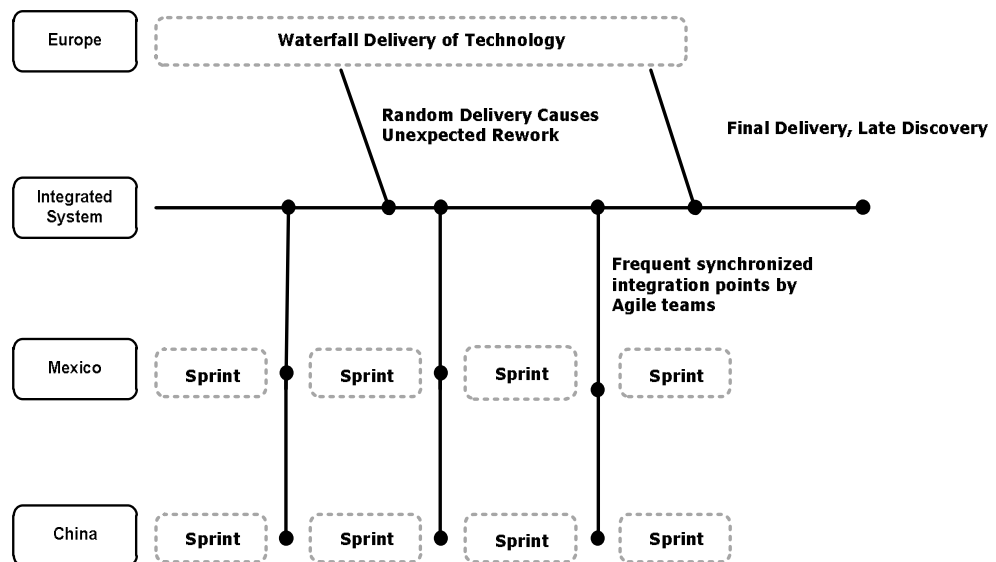 Europe
Waterfall Delivery of Technology
Random Delivery Causes
Unexpected Rework
Final Delivery, Late Discovery
Integrated
System
Frequent synchronized
integration points by
Agile teams
Mexico
Sprint
Sprint
Sprint
Sprint
China
Sprint
Sprint
Sprint
Sprint